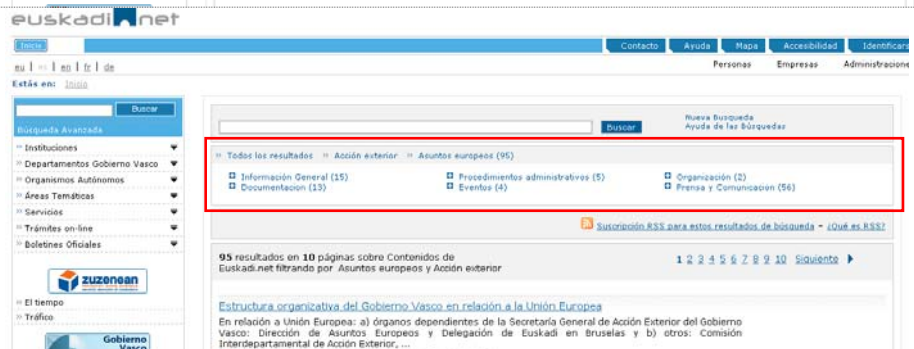 euskadi.net
Inicio
Contacto Ayuda Mapa Accesibilidad Identificars
eu | es | en | fr | de
Personas Empresas Administracione
Estás en: Inicio
Buscar
Búsqueda Avanzada
Instituciones
Departamentos Gobierno Vasco
Organismos Autónomos
Áreas Temáticas
Servicios
Trámites on-line
Boletines Oficiales
zuzenean
El tiempo
Tráfico
Gobierno
Vasco
Buscar
Nueva Busqueda
Ayuda de las Búsquedas
» Todos los resultados » Acción exterior » Asuntos europeos (95)
Información General (15) Procedimientos administrativos (5) Organización (2)
Documentacion (13) Eventos (4) Prensa y Comunicación (56)
Suscripción RSS para estos resultados de búsqueda - ¿Qué es RSS?
95 resultados en 10 páginas sobre Contenidos de
Euskadi.net filtrando por Asuntos europeos y Acción exterior
1 2 3 4 5 6 7 8 9 10 Siguiente
Estructura organizativa del Gobierno Vasco en relación a la Unión Europea
En relación a Unión Europea: a) órganos dependientes de la Secretaría General de Acción Exterior del Gobierno
Vasco: Dirección de Asuntos Europeos y Delegación de Euskadi en Bruselas y b) otros: Comisión
Interdepartamental de Acción Exterior, ...